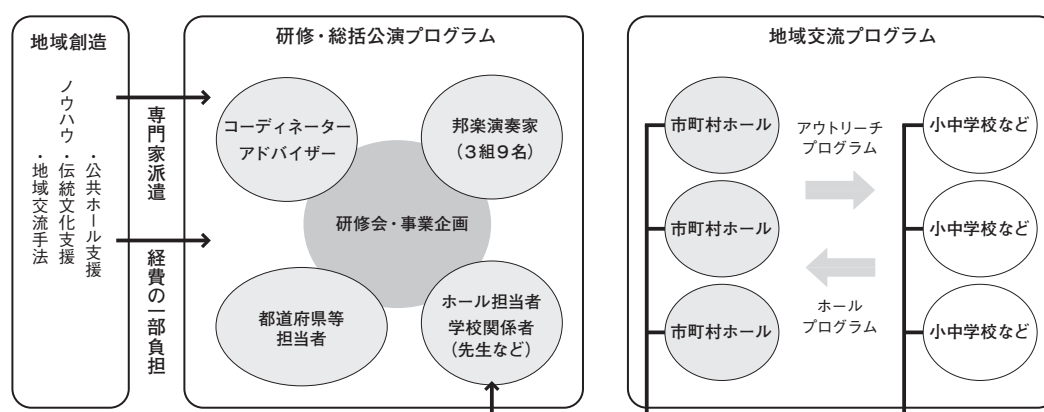 地域創造
ノウハウ
・公共ホール支援
・伝統文化支援
・地域交流手法
専門家派遣
経費の一部負担
研修・総括公演プログラム
コーディネーター
アドバイザー
邦楽演奏家
（3組9名）
研修会・事業企画
都道府県等
担当者
ホール担当者
学校関係者
（先生など）
地域交流プログラム
市町村ホール
市町村ホール
市町村ホール
アウトリーチ
プログラム
ホール
プログラム
小中学校など
小中学校など
小中学校など